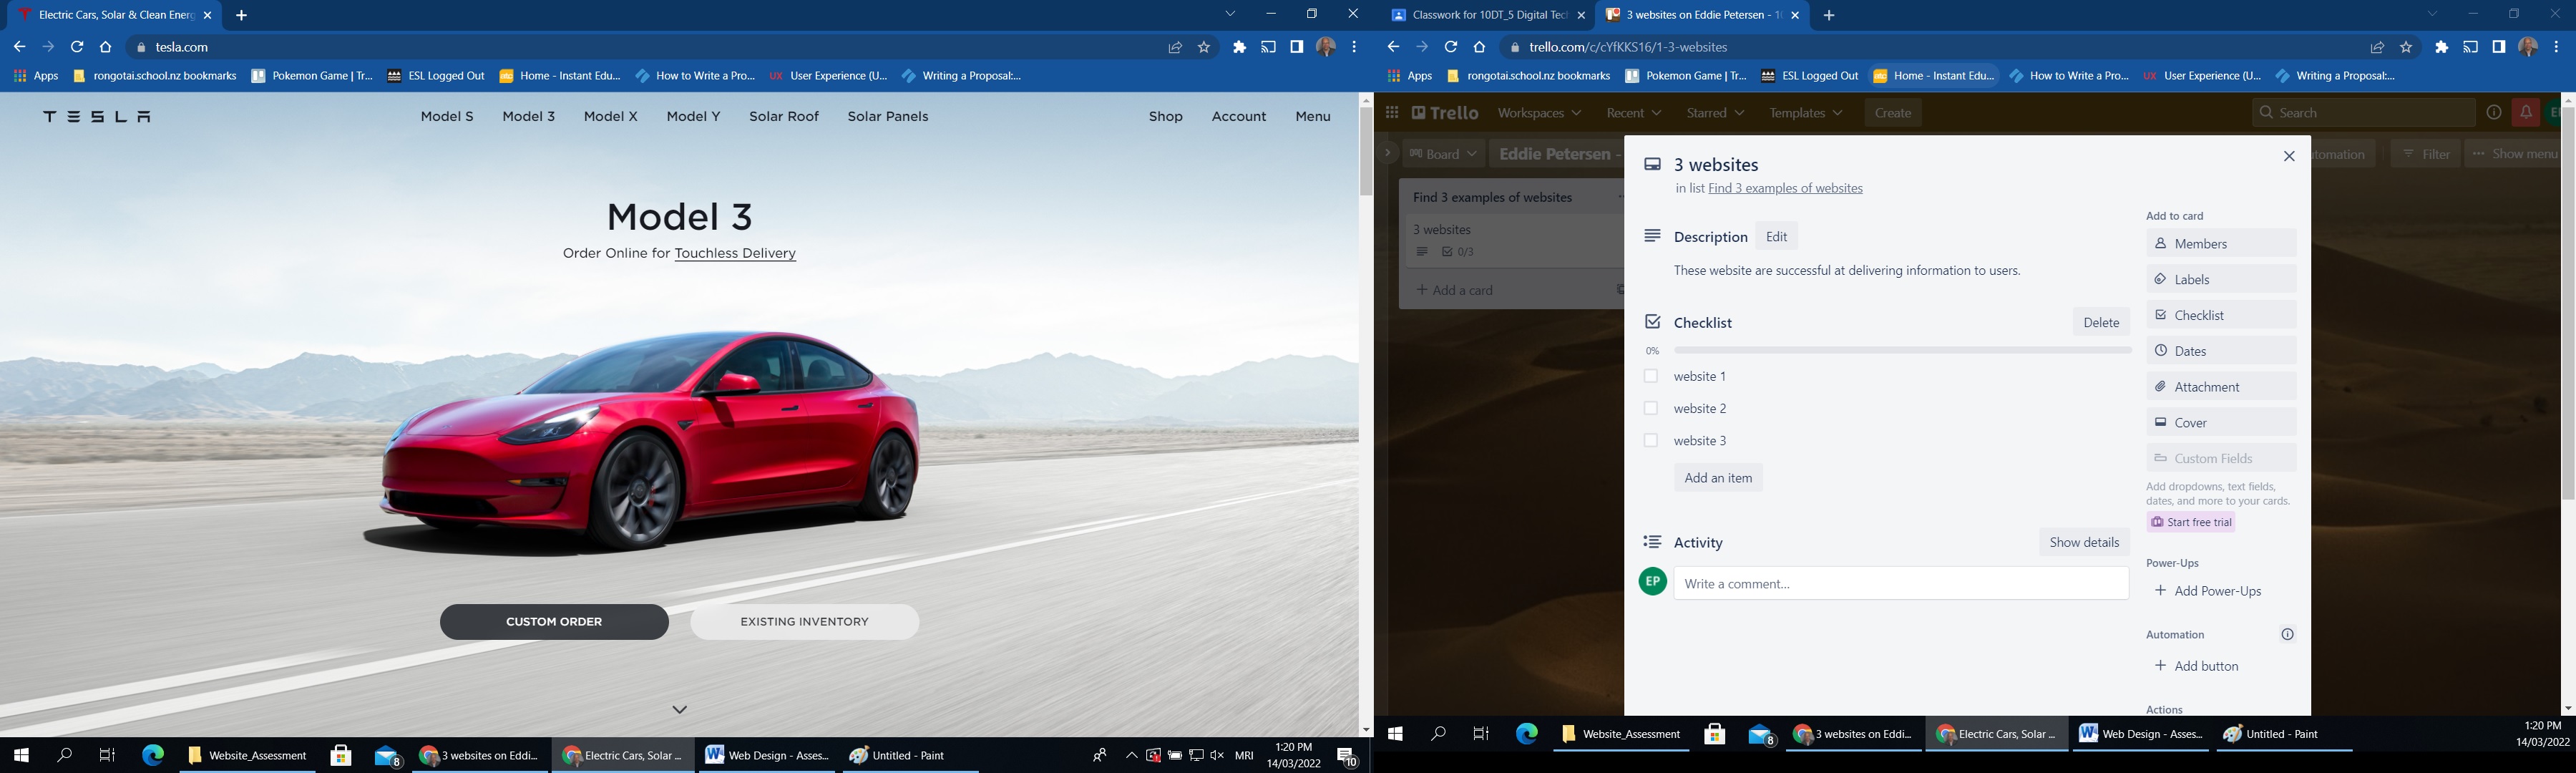 Electric Cars, Solar & Clean Energ
tesla.com
Apps
rongotai.school.nz bookmarks
Pokemon Game | Tr...
ESL Logged Out
Home - Instant Edu...
How to Write a Pro...
UX User Experience (U...
Writing a Proposal:...
TESLA
Model S
Model 3
Model X
Model Y
Solar Roof
Solar Panels
Shop
Account
Menu
Model 3
Order Online for Touchless Delivery
CUSTOM ORDER
EXISTING INVENTORY
Website_Assessment
8
3 websites on Eddi...
Electric Cars, Solar ...
Web Design - Asses...
Untitled - Paint
MRI
1:20 PM
14/03/2022
10
Classwork for 10DT_5 Digital Tec
3 websites on Eddie Petersen - 1
trello.com/c/cYfKKS16/1-3-websites
Apps
rongotai.school.nz bookmarks
Pokemon Game | Tr...
ESL Logged Out
Home - Instant Edu...
How to Write a Pro...
UX User Experience (U...
Writing a Proposal:...
Trello
Workspaces
Recent
Starred
Templates
Create
Search
Board
Eddie Petersen -
Filter
Show menu
Find 3 examples of websites
3 websites
0/3
+ Add a card
3 websites
in list Find 3 examples of websites
Description
Edit
These website are successful at delivering information to users.
Checklist
Delete
0%
website 1
website 2
website 3
Add an item
Activity
Show details
EP
Write a comment...
Add to card
Members
Labels
Checklist
Dates
Attachment
Cover
Custom Fields
Add dropdowns, text fields,
dates, and more to your cards.
Start free trial
Power-Ups
+ Add Power-Ups
Automation
+ Add button
Actions
Website_Assessment
8
3 websites on Eddi...
Electric Cars, Solar ...
Web Design - Asses...
Untitled - Paint
1:20 PM
14/03/2022